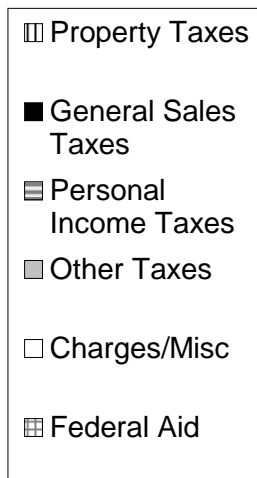 Property Taxes
General Sales
Taxes
Personal
Income Taxes
Other Taxes
Charges/Misc
Federal Aid